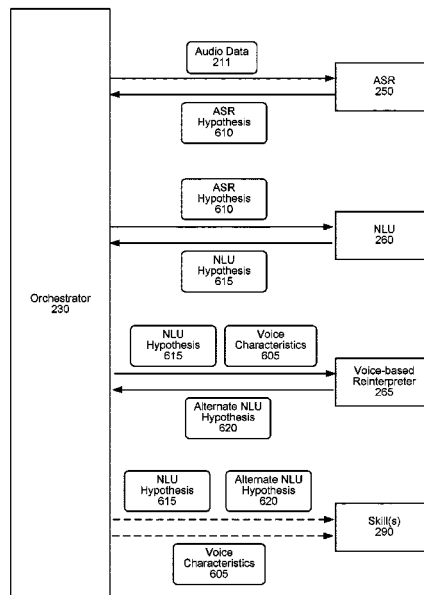 Audio Data
211
ASR
250
ASR
Hypothesis
610
ASR
Hypothesis
610
NLU
260
NLU
Hypothesis
615
Orchestrator
230
NLU
Hypothesis
615
Voice
Characteristics
605
Voice-based
Reinterpreter
265
Alternate NLU
Hypothesis
620
NLU
Hypothesis
615
Alternate NLU
Hypothesis
620
Skill(s)
290
Voice
Characteristics
605